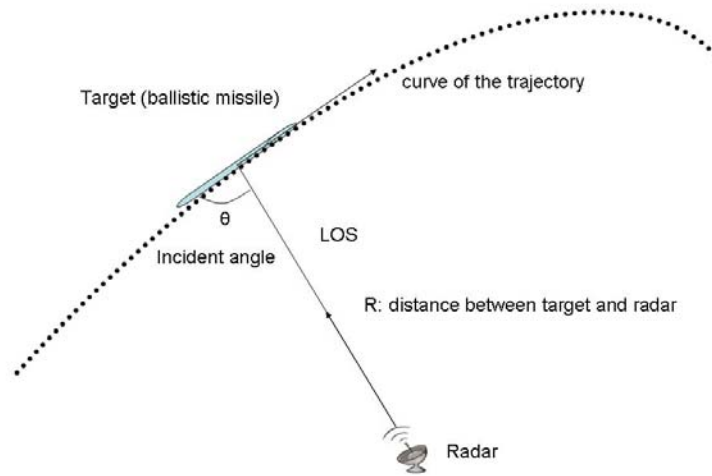 curve of the trajectory
Target (ballistic missile)
θ
LOS
Incident angle
R: distance between target and radar
Radar